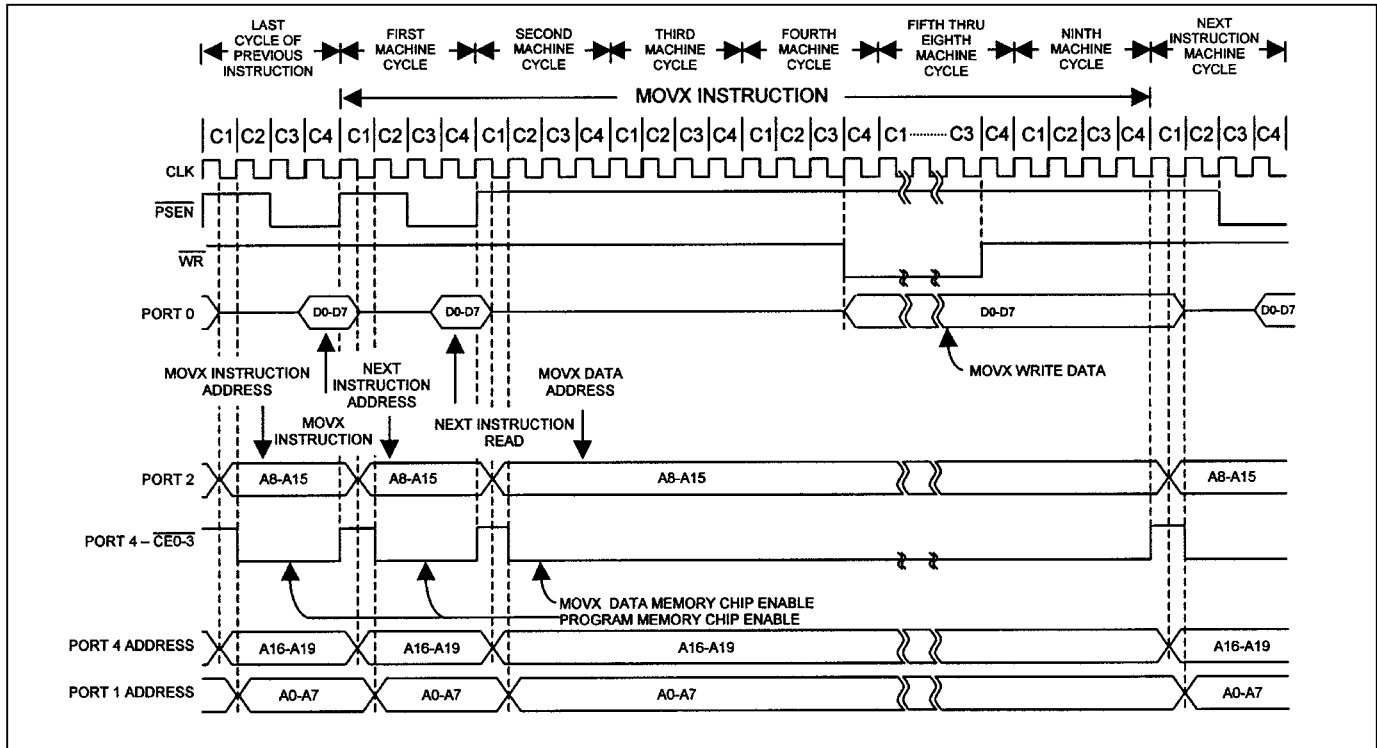 LAST
CYCLE OF
PREVIOUS
INSTRUCTION
FIRST
MACHINE
CYCLE
SECOND
MACHINE
CYCLE
THIRD
MACHINE
CYCLE
FOURTH
MACHINE
CYCLE
FIFTH THRU
EIGHTH
MACHINE
CYCLE
NINTH
MACHINE
CYCLE
NEXT
INSTRUCTION
MACHINE
CYCLE
MOVX INSTRUCTION
C1 C2 C3 C4 C1 C2 C3 C4 C1 C2 C3 C4 C1 C2 C3 C4 C1 C2 C3 C4 C1 ......... C3 C4 C1 C2 C3 C4 C1 C2 C3 C4
CLK
PSEN
WR
PORT 0 D0-D7 D0-D7 D0-D7 D0-D7
MOVX INSTRUCTION
ADDRESS
NEXT
INSTRUCTION
ADDRESS
MOVX DATA
ADDRESS
MOVX WRITE DATA
MOVX
INSTRUCTION
NEXT INSTRUCTION
READ
PORT 2 A8-A15 A8-A15 A8-A15 A8-A15
PORT 4 – CE0-3
MOVX DATA MEMORY CHIP ENABLE
PROGRAM MEMORY CHIP ENABLE
PORT 4 ADDRESS A16-A19 A16-A19 A16-A19 A16-A19
PORT 1 ADDRESS A0-A7 A0-A7 A0-A7 A0-A7